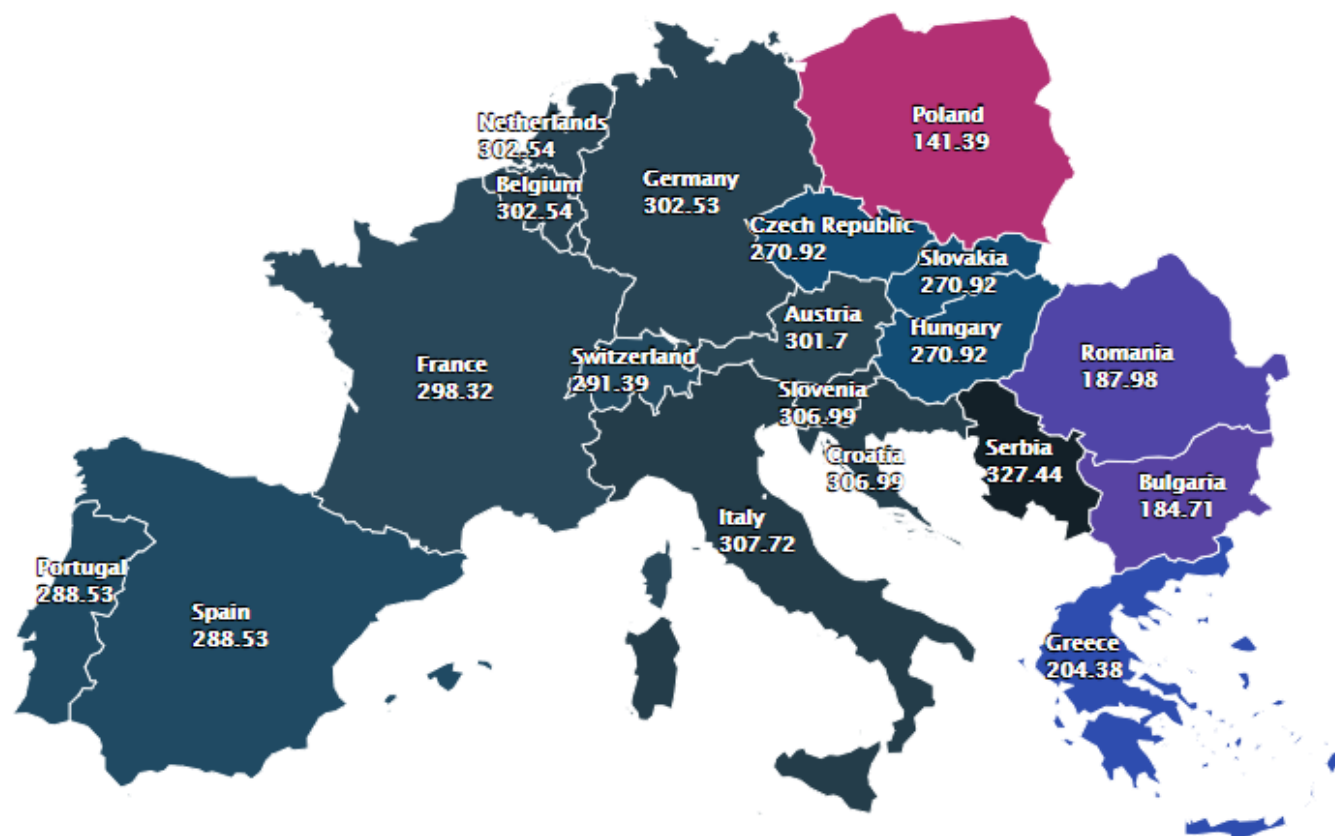 Poland
141.39
Netherlands
302.54
Belgium
302.54
Germany
302.53
Czech Republic
270.92
Slovakia
270.92
Austria
301.7
Hungary
270.92
France
298.32
Switzerland
291.39
Romania
187.98
Slovenia
306.99
Croatia
306.99
Serbia
327.44
Bulgaria
184.71
Italy
307.72
Portugal
288.53
Spain
288.53
Greece
204.38